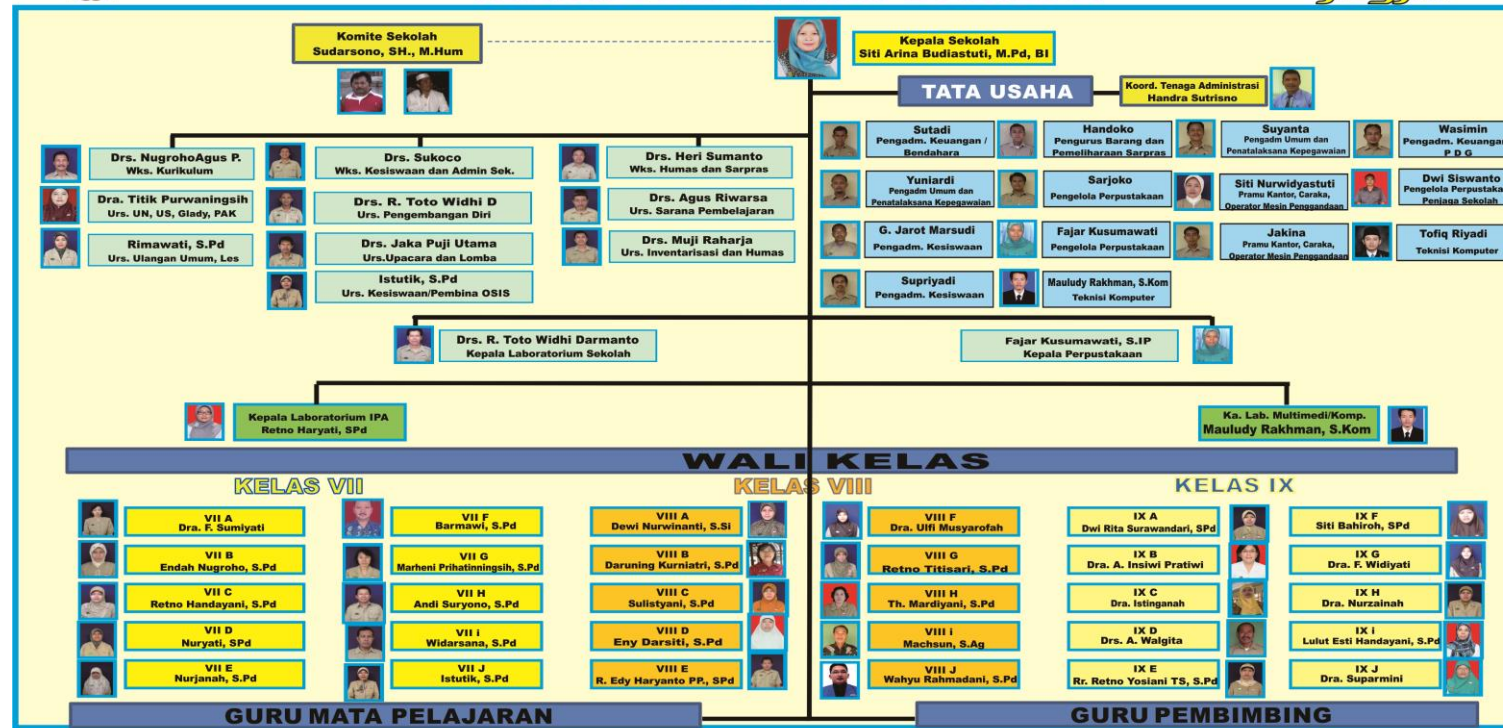 Komite Sekolah
Sudarsono, SH., M.Hum
Kepala Sekolah
Siti Arina Budiastuti, M.Pd, BI
TATA USAHA
Koord. Tenaga Administrasi
Handra Sutrisno
Drs. NugrohoAgus P.
Wks. Kurikulum
Dra. Titik Purwaningsih
Urs. UN, US, Glady, PAK
Rimawati, S.Pd
Urs. Ulangan Umum, Les
Drs. Sukoco
Wks. Kesiswaan dan Admin Sek.
Drs. R. Toto Widhi D
Urs. Pengembangan Diri
Drs. Jaka Puji Utama
Urs.Upacara dan Lomba
Istutik, S.Pd
Urs. Kesiswaan/Pembina OSIS
Drs. Heri Sumanto
Wks. Humas dan Sarpras
Drs. Agus Riwarsa
Urs. Sarana Pembelajaran
Drs. Muji Raharja
Urs. Inventarisasi dan Humas
Sutadi
Pengadm. Keuangan /
Bendahara
Handoko
Pengurus Barang dan
Pemeliharaan Sarpras
Suyanta
Pengadm Umum dan
Penatalaksana Kepegawaian
Wasimin
Pengadm. Keuangan
P D G
Yuniardi
Pengadm Umum dan
Penatalaksana Kepegawaian
Sarjoko
Pengelola Perpustakaan
Siti Nurwidyastuti
Pramu Kantor, Caraka,
Operator Mesin Penggandaan
Dwi Siswanto
Pengelola Perpustaka
Penjaga Sekolah
G. Jarot Marsudi
Pengadm. Kesiswaan
Fajar Kusumawati
Pengelola Perpustakaan
Jakina
Pramu Kantor, Caraka,
Operator Mesin Penggandaan
Tofiq Riyadi
Teknisi Komputer
Supriyadi
Pengadm. Kesiswaan
Mauludy Rakhman, S.Kom
Teknisi Komputer
Drs. R. Toto Widhi Darmanto
Kepala Laboratorium Sekolah
Fajar Kusumawati, S.IP
Kepala Perpustakaan
Kepala Laboratorium IPA
Retno Haryati, SPd
Ka. Lab. Multimedi/Komp.
Mauludy Rakhman, S.Kom
WALI KELAS
KELAS VII
KELAS VIII
KELAS IX
VII A
Dra. F. Sumiyati
VII B
Endah Nugroho, S.Pd
VII C
Retno Handayani, S.Pd
VII D
Nuryati, SPd
VII E
Nurjanah, S.Pd
VII F
Barmawi, S.Pd
VII G
Marheni Prihatinningsih, S.Pd
VII H
Andi Suryono, S.Pd
VII i
Widarsana, S.Pd
VII J
Istutik, S.Pd
VIII A
Dewi Nurwinanti, S.Si
VIII B
Daruning Kurniatri, S.Pd
VIII C
Sulistyani, S.Pd
VIII D
Eny Darsiti, S.Pd
VIII E
R. Edy Haryanto PP., SPd
VIII F
Dra. Ulfi Musyarofah
VIII G
Retno Titisari, S.Pd
VIII H
Th. Mardiyani, S.Pd
VIII i
Machsun, S.Ag
VIII J
Wahyu Rahmadani, S.Pd
IX A
Dwi Rita Surawandari, SPd
IX B
Dra. A. Insiwi Pratiwi
IX C
Dra. Istinganah
IX D
Drs. A. Walgita
IX E
Rr. Retno Yosiani TS, S.Pd
IX F
Siti Bahiroh, SPd
IX G
Dra. F. Widiyati
IX H
Dra. Nurzainah
IX i
Lulut Esti Handayani, S.Pd
IX J
Dra. Suparmini
GURU MATA PELAJARAN
GURU PEMBIMBING